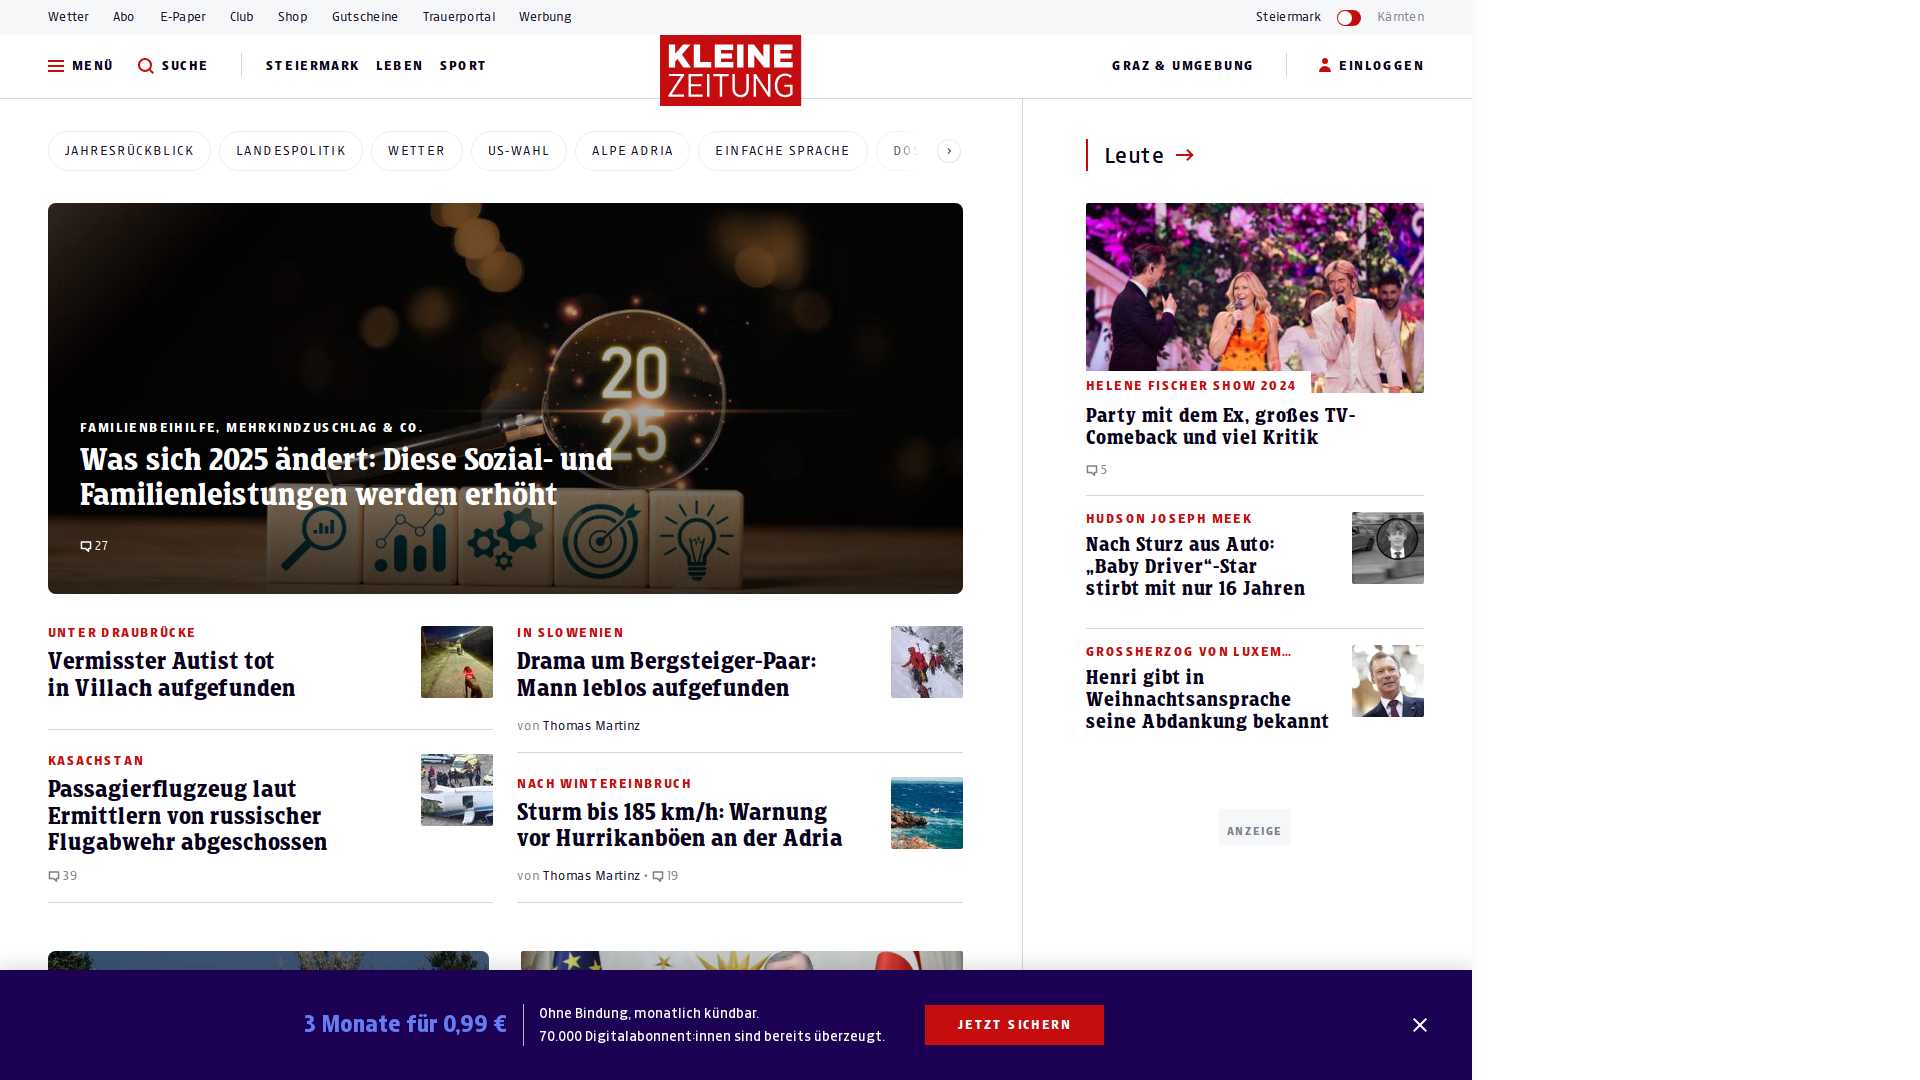 Wetter Abo E-Paper Club Shop Gutscheine Trauerportal Werbung
Steiermark Kärnten
MENÜ SUCHE STEIERMARK LEBEN SPORT
KLEINE
ZEITUNG
GRAZ & UMGEBUNG EINLOGGEN
JAHRESRÜCKBLICK LANDESPOLITIK WETTER US-WAHL ALPE ADRIA EINFACHE SPRACHE
20
25
FAMILIENBEIHILFE, MEHRKINDZUSCHLAG & CO.
Was sich 2025 ändert: Diese Sozial- und
Familienleistungen werden erhöht
27
UNTER DRAUBRÜCKE
Vermisster Autist tot
in Villach aufgefunden
KASACHSTAN
Passagierflugzeug laut
Ermittlern von russischer
Flugabwehr abgeschossen
39
IN SLOWENIEN
Drama um Bergsteiger-Paar:
Mann leblos aufgefunden
von Thomas Martinz
NACH WINTEREINBRUCH
Sturm bis 185 km/h: Warnung
vor Hurrikanböen an der Adria
von Thomas Martinz • 19
Leute
HELENE FISCHER SHOW 2024
Party mit dem Ex, großes TV-
Comeback und viel Kritik
5
HUDSON JOSEPH MEEK
Nach Sturz aus Auto:
„Baby Driver“-Star
stirbt mit nur 16 Jahren
GROSSHERZOG VON LUXEM…
Henri gibt in
Weihnachtsansprache
seine Abdankung bekannt
ANZEIGE
3 Monate für 0,99 €
Ohne Bindung, monatlich kündbar.
70.000 Digitalabonnent:innen sind bereits überzeugt.
JETZT SICHERN